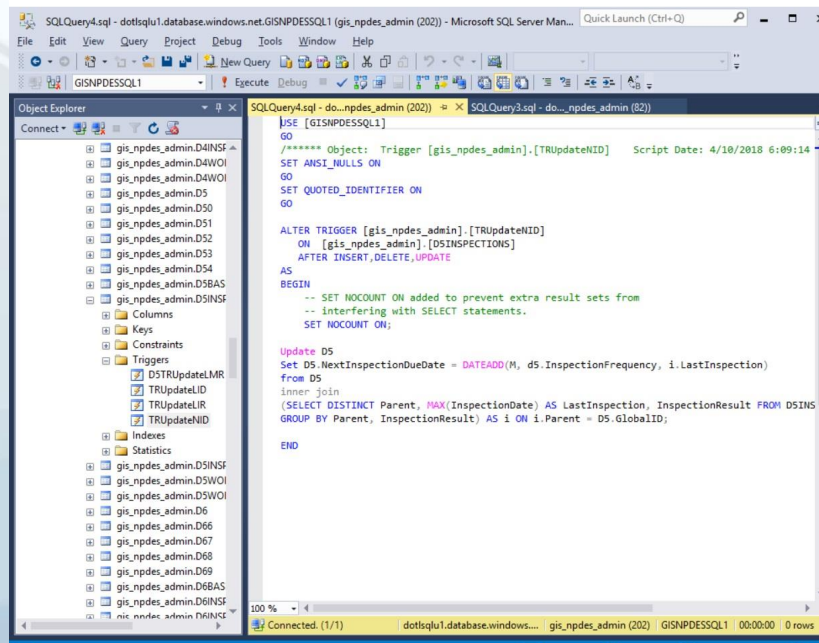 SQLQuery4.sql - dotlsqlu1.database.windows.net.GISNPDESSQL1 (gis_npdes_admin (202)) - Microsoft SQL Server Man...
Quick Launch (Ctrl+Q)
File Edit View Query Project Debug Tools Window Help
New Query
GISNPDESSQL1
Execute Debug
Object Explorer
SQLQuery4.sql - do...npdes_admin (202))
SQLQuery3.sql - do..._npdes_admin (82))
Connect
gis_npdes_admin.D4INSF
gis_npdes_admin.D4WOI
gis_npdes_admin.D4WOI
gis_npdes_admin.D5
gis_npdes_admin.D50
gis_npdes_admin.D51
gis_npdes_admin.D52
gis_npdes_admin.D53
gis_npdes_admin.D54
gis_npdes_admin.D5BAS
gis_npdes_admin.D5INSF
Columns
Keys
Constraints
Triggers
D5TRUpdateLMR
TRUpdateLID
TRUpdateLIR
TRUpdateNID
Indexes
Statistics
gis_npdes_admin.D5INSF
gis_npdes_admin.D5WOI
gis_npdes_admin.D5WOI
gis_npdes_admin.D6
gis_npdes_admin.D66
gis_npdes_admin.D67
gis_npdes_admin.D68
gis_npdes_admin.D69
gis_npdes_admin.D6BAS
gis_npdes_admin.D6INSF
gis_npdes_admin.D6INSF
USE [GISNPDESSQL1]
GO
/****** Object: Trigger [gis_npdes_admin].[TRUpdateNID] Script Date: 4/10/2018 6:09:14
SET ANSI_NULLS ON
GO
SET QUOTED_IDENTIFIER ON
GO
ALTER TRIGGER [gis_npdes_admin].[TRUpdateNID]
ON [gis_npdes_admin].[D5INSPECTIONS]
AFTER INSERT,DELETE,UPDATE
AS
BEGIN
-- SET NOCOUNT ON added to prevent extra result sets from
-- interfering with SELECT statements.
SET NOCOUNT ON;
Update D5
Set D5.NextInspectionDueDate = DATEADD(M, d5.InspectionFrequency, i.LastInspection)
from D5
inner join
(SELECT DISTINCT Parent, MAX(InspectionDate) AS LastInspection, InspectionResult FROM D5INS
GROUP BY Parent, InspectionResult) AS i ON i.Parent = D5.GlobalID;
END
100 %
Connected. (1/1)
dotlsqlu1.database.windows....
gis_npdes_admin (202)
GISNPDESSQL1
00:00:00
0 rows